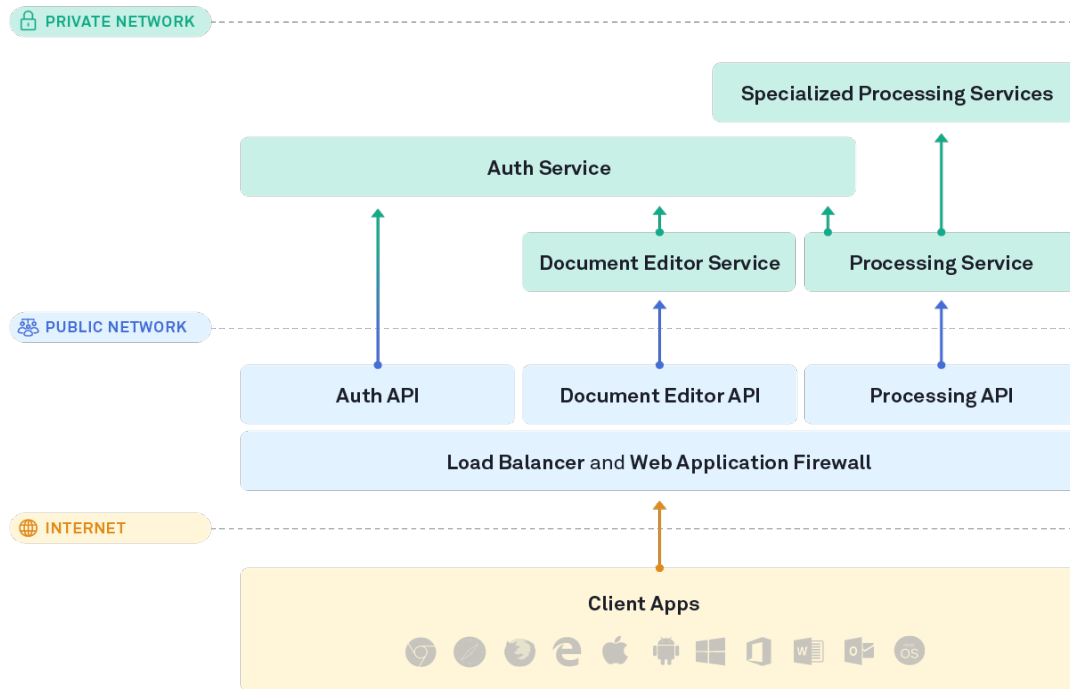 PRIVATE NETWORK
Specialized Processing Services
Auth Service
Document Editor Service
Processing Service
PUBLIC NETWORK
Auth API
Document Editor API
Processing API
Load Balancer and Web Application Firewall
INTERNET
Client Apps
W
O
OS